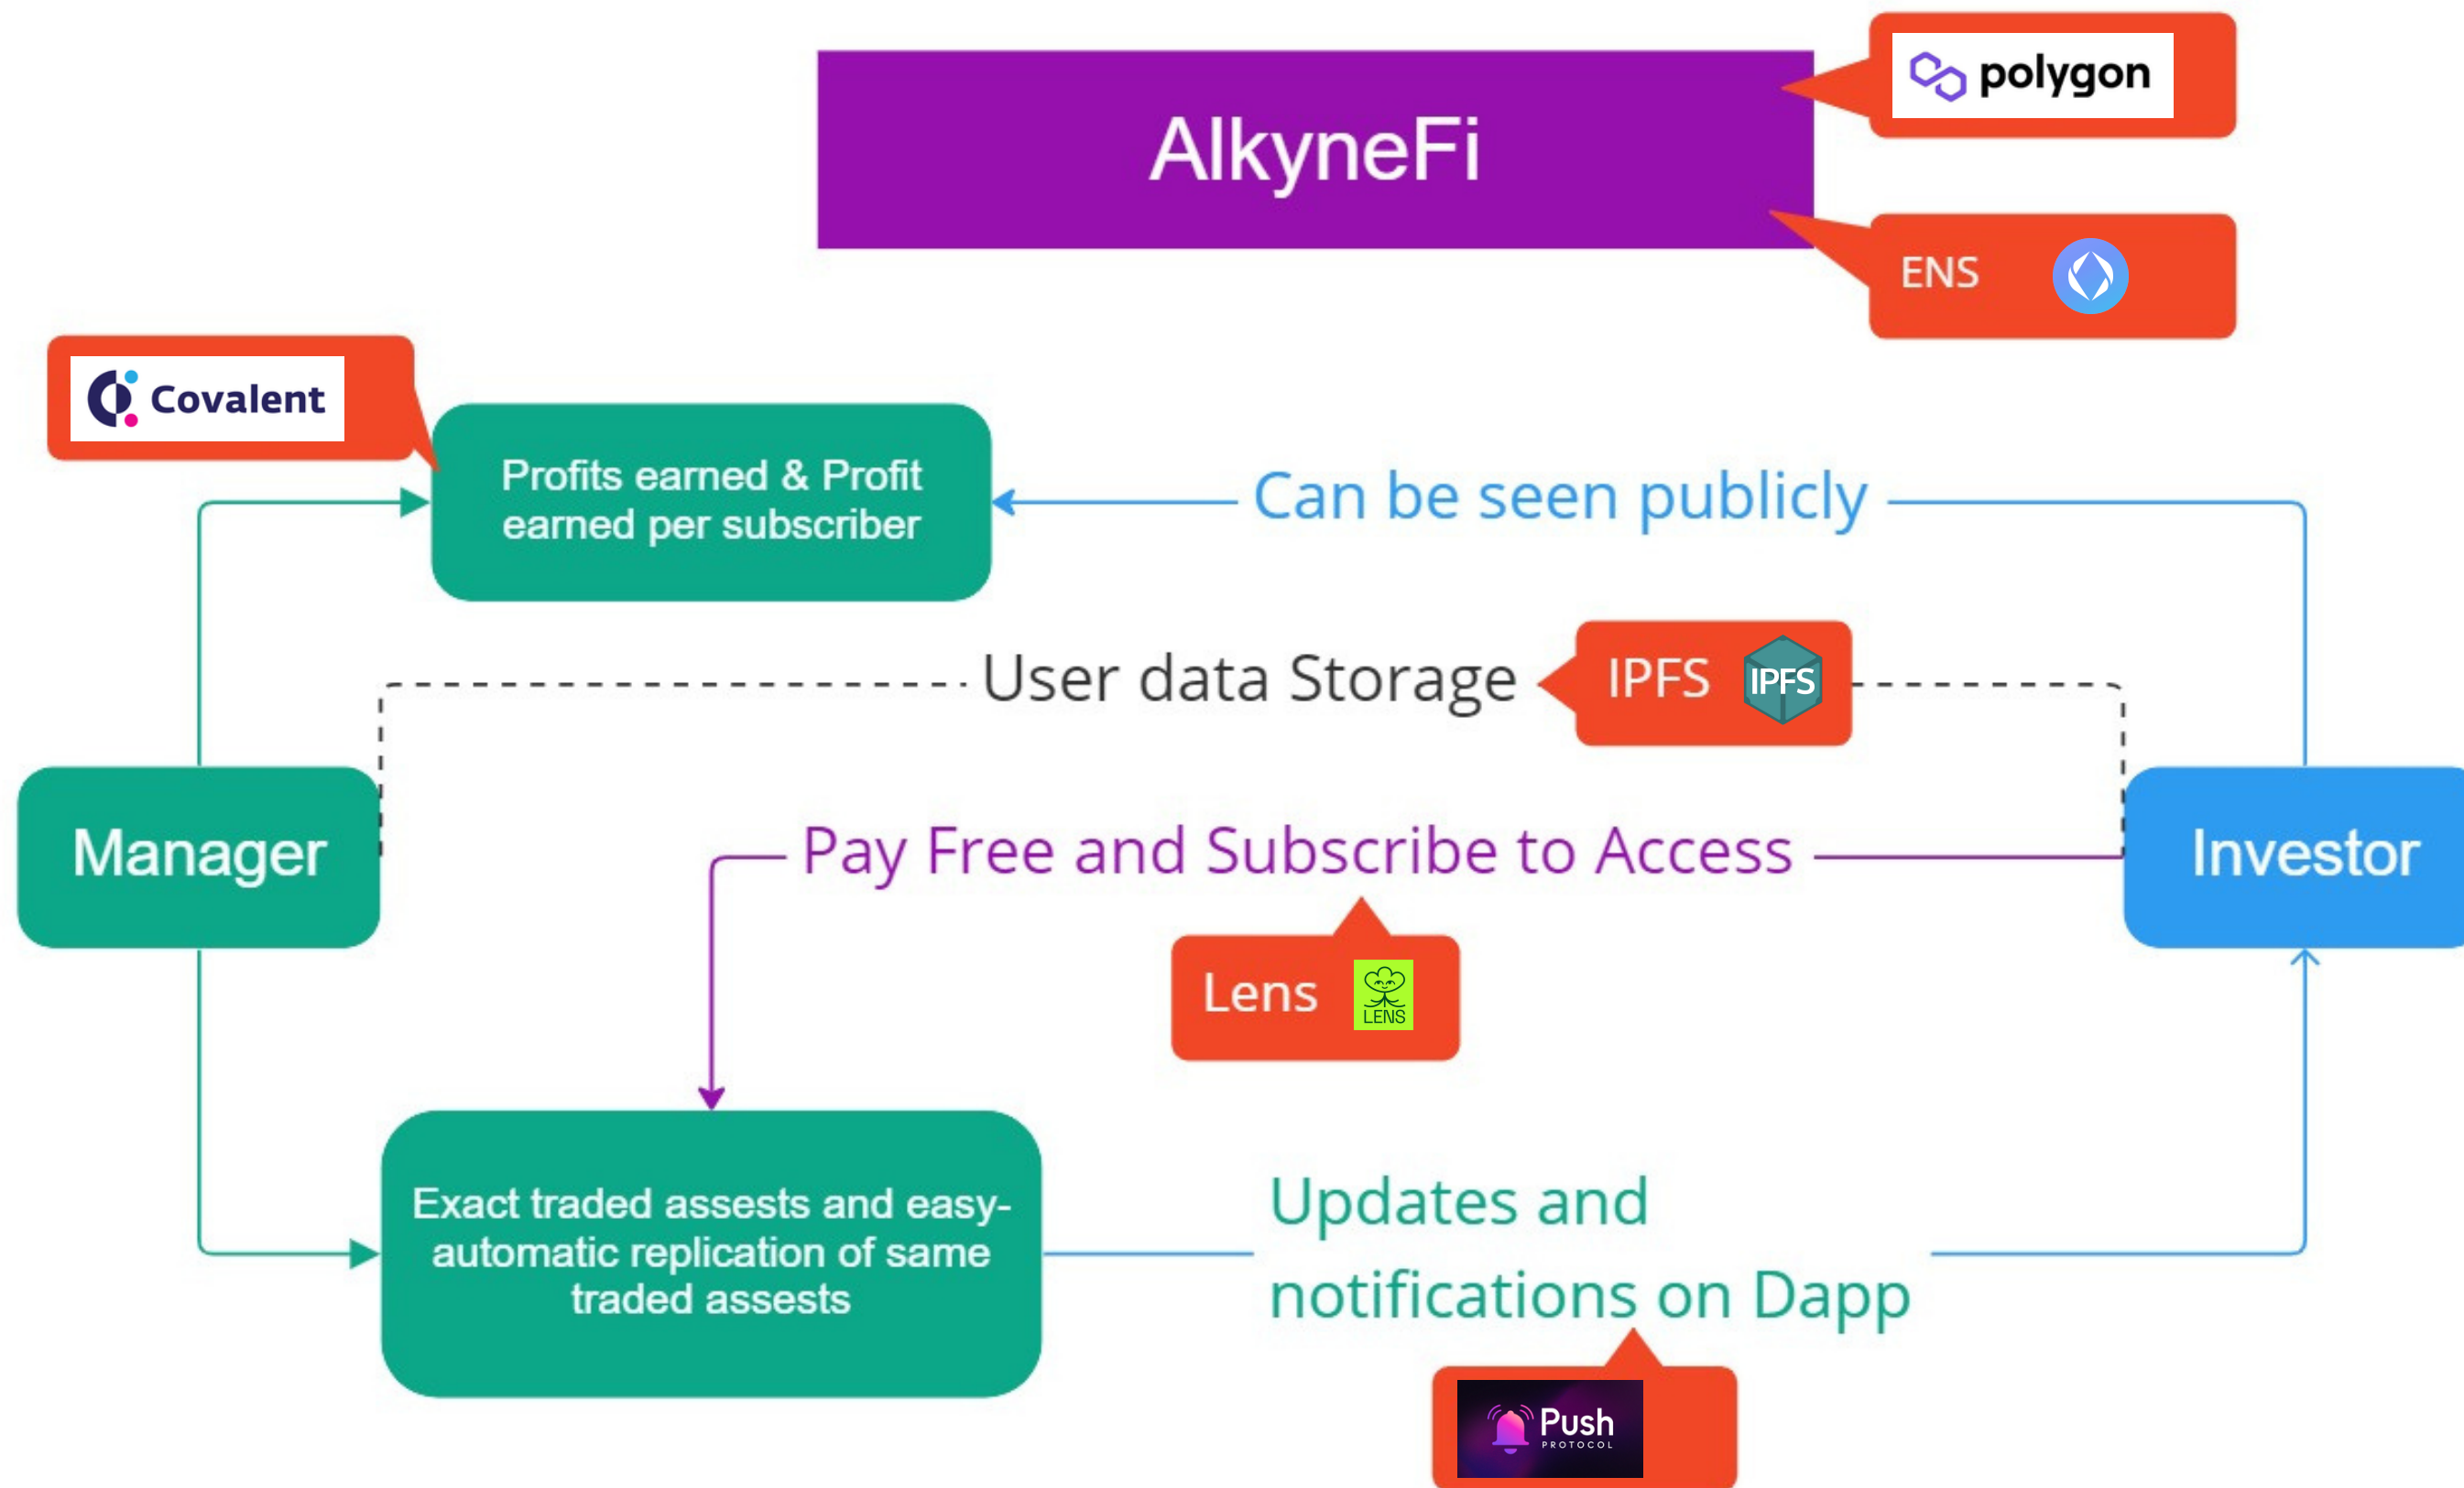 polygon
AlkyneFi
ENS
Covalent
Profits earned & Profit
earned per subscriber
Can be seen publicly
User data Storage
IPFS
IPFS
Manager
Pay Free and Subscribe to Access
Investor
Lens
LENS
Exact traded assests and easy-
automatic replication of same
traded assests
Updates and
notifications on Dapp
Push
PROTOCOL